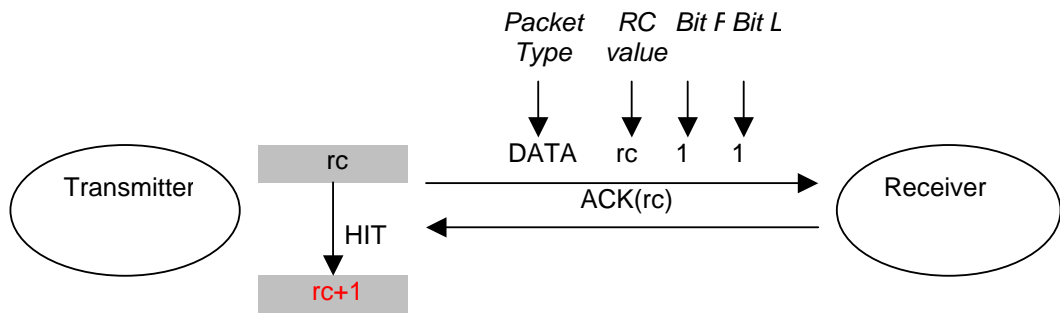 Packet Type
RC value
Bit F
Bit L
DATA rc 1 1
Transmitter
rc
Receiver
ACK(rc)
HIT
rc+1